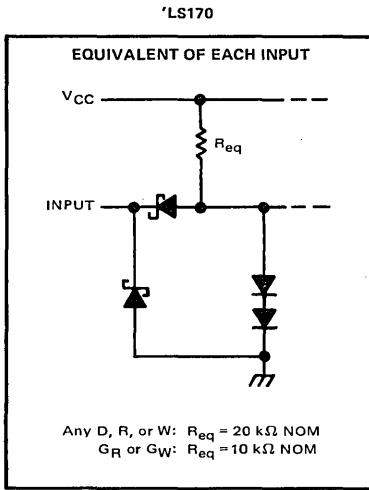 'LS170
EQUIVALENT OF EACH INPUT
VCC
Req
INPUT
Any D, R, or W: Req = 20 kΩ NOM
GR or GW: Req = 10 kΩ NOM